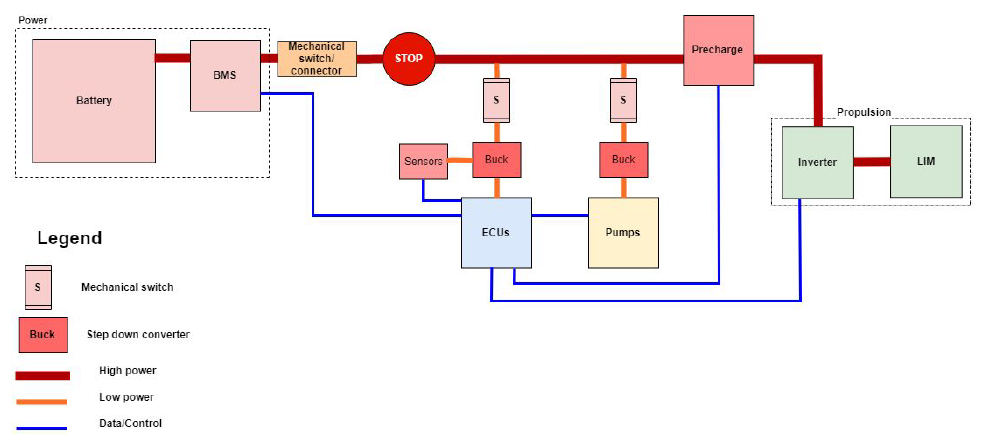 Power
Battery
BMS
Mechanical
switch/
connector
STOP
Precharge
S
S
Sensors
Buck
Buck
Propulsion
Inverter
LIM
ECUs
Pumps
Legend
S
Mechanical switch
Buck
Step down converter
High power
Low power
Data/Control